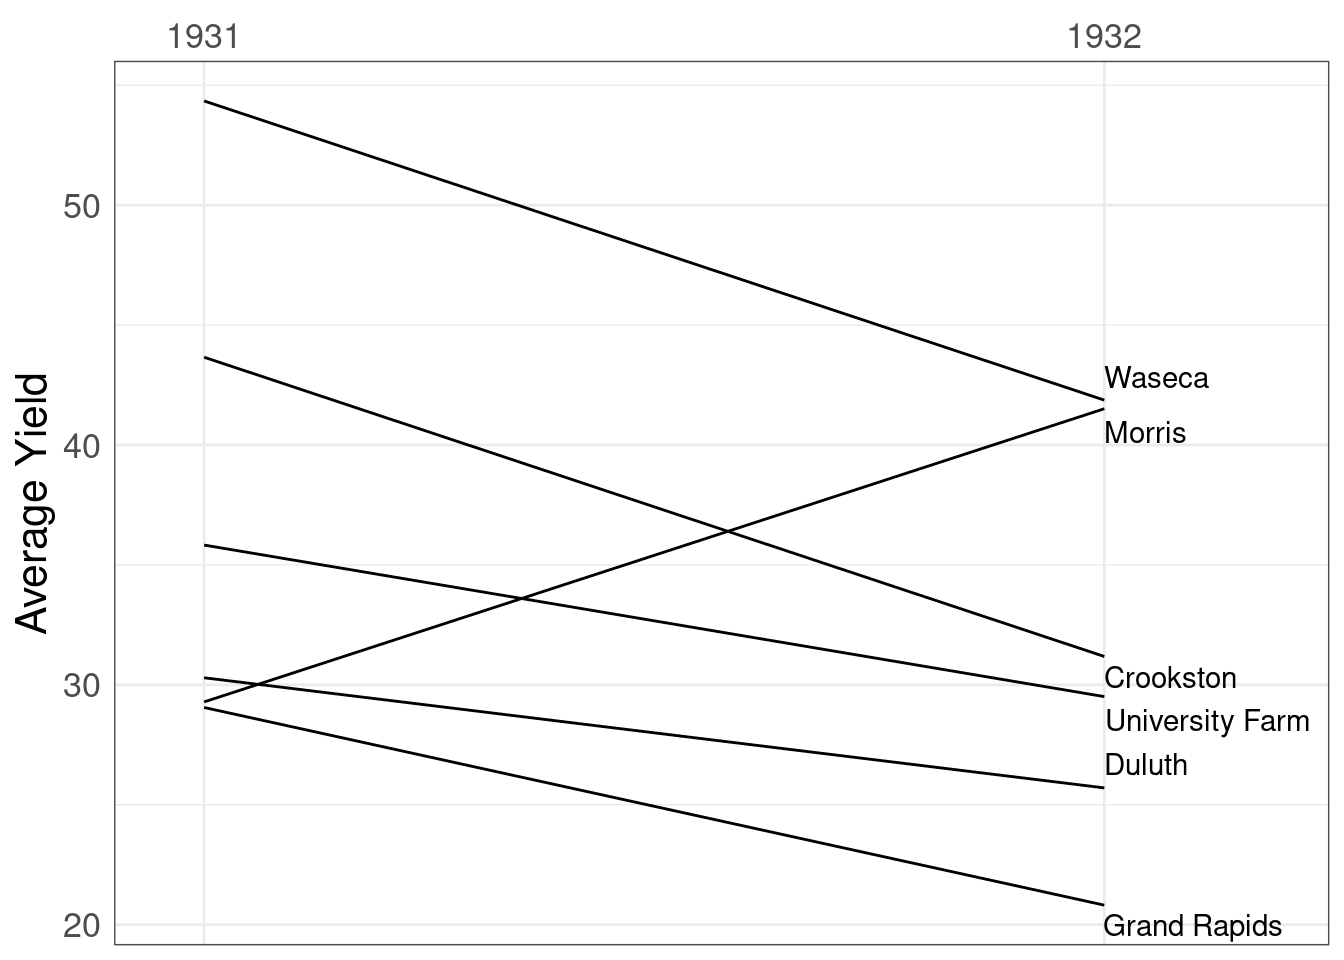 1931
1932
50
40
30
20
Average Yield
Waseca
Morris
Crookston
University Farm
Duluth
Grand Rapids